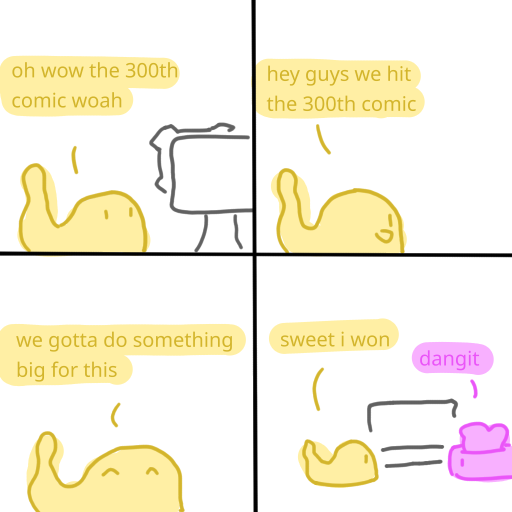 oh wow the 300th
comic woah
hey guys we hit
the 300th comic
we gotta do something
big for this
sweet i won
dangit